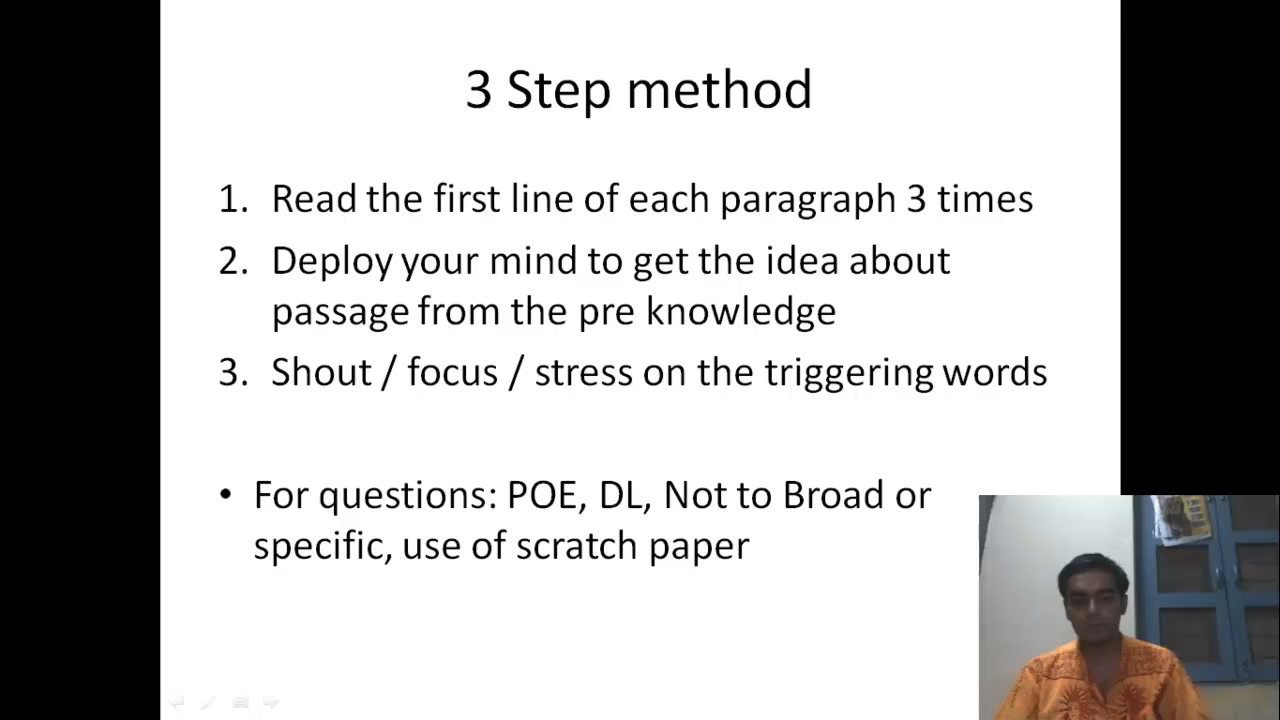 3 Step method
1. Read the first line of each paragraph 3 times
2. Deploy your mind to get the idea about
passage from the pre knowledge
3. Shout / focus / stress on the triggering words
• For questions: POE, DL, Not to Broad or
specific, use of scratch paper